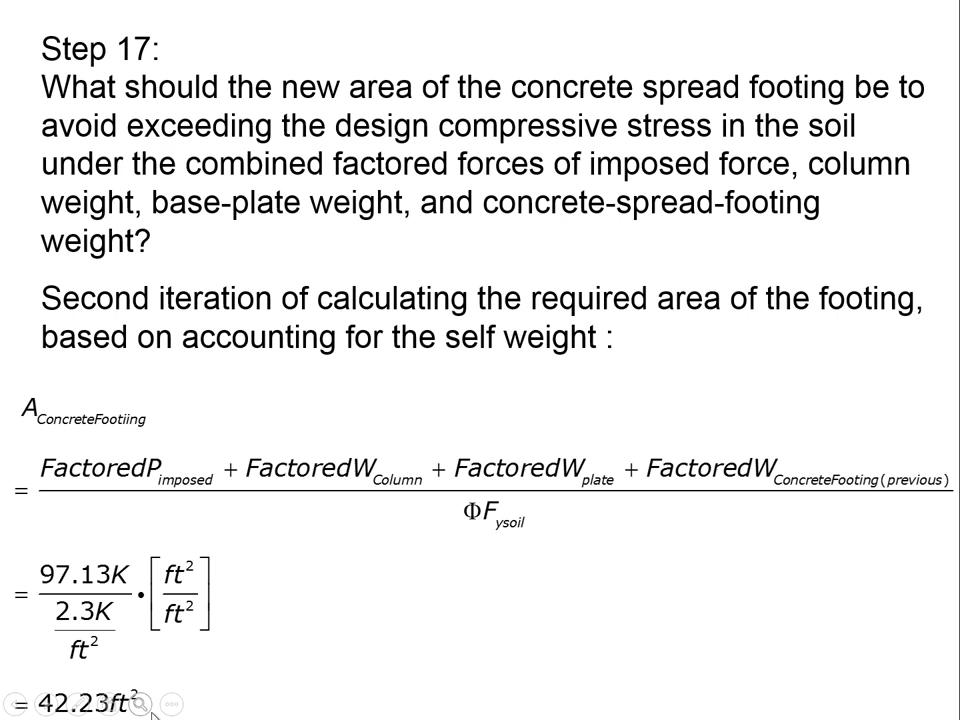 Step 17:
What should the new area of the concrete spread footing be to
avoid exceeding the design compressive stress in the soil
under the combined factored forces of imposed force, column
weight, base-plate weight, and concrete-spread-footing
weight?
Second iteration of calculating the required area of the footing,
based on accounting for the self weight :
A_ConcreteFootiing
= (FactoredP_imposed + FactoredW_Column + FactoredW_plate + FactoredW_ConcreteFooting(previous)) / ΦF_ysoil
= 97.13K / (2.3K / ft²) • [ft² / ft²]
= 42.23ft²